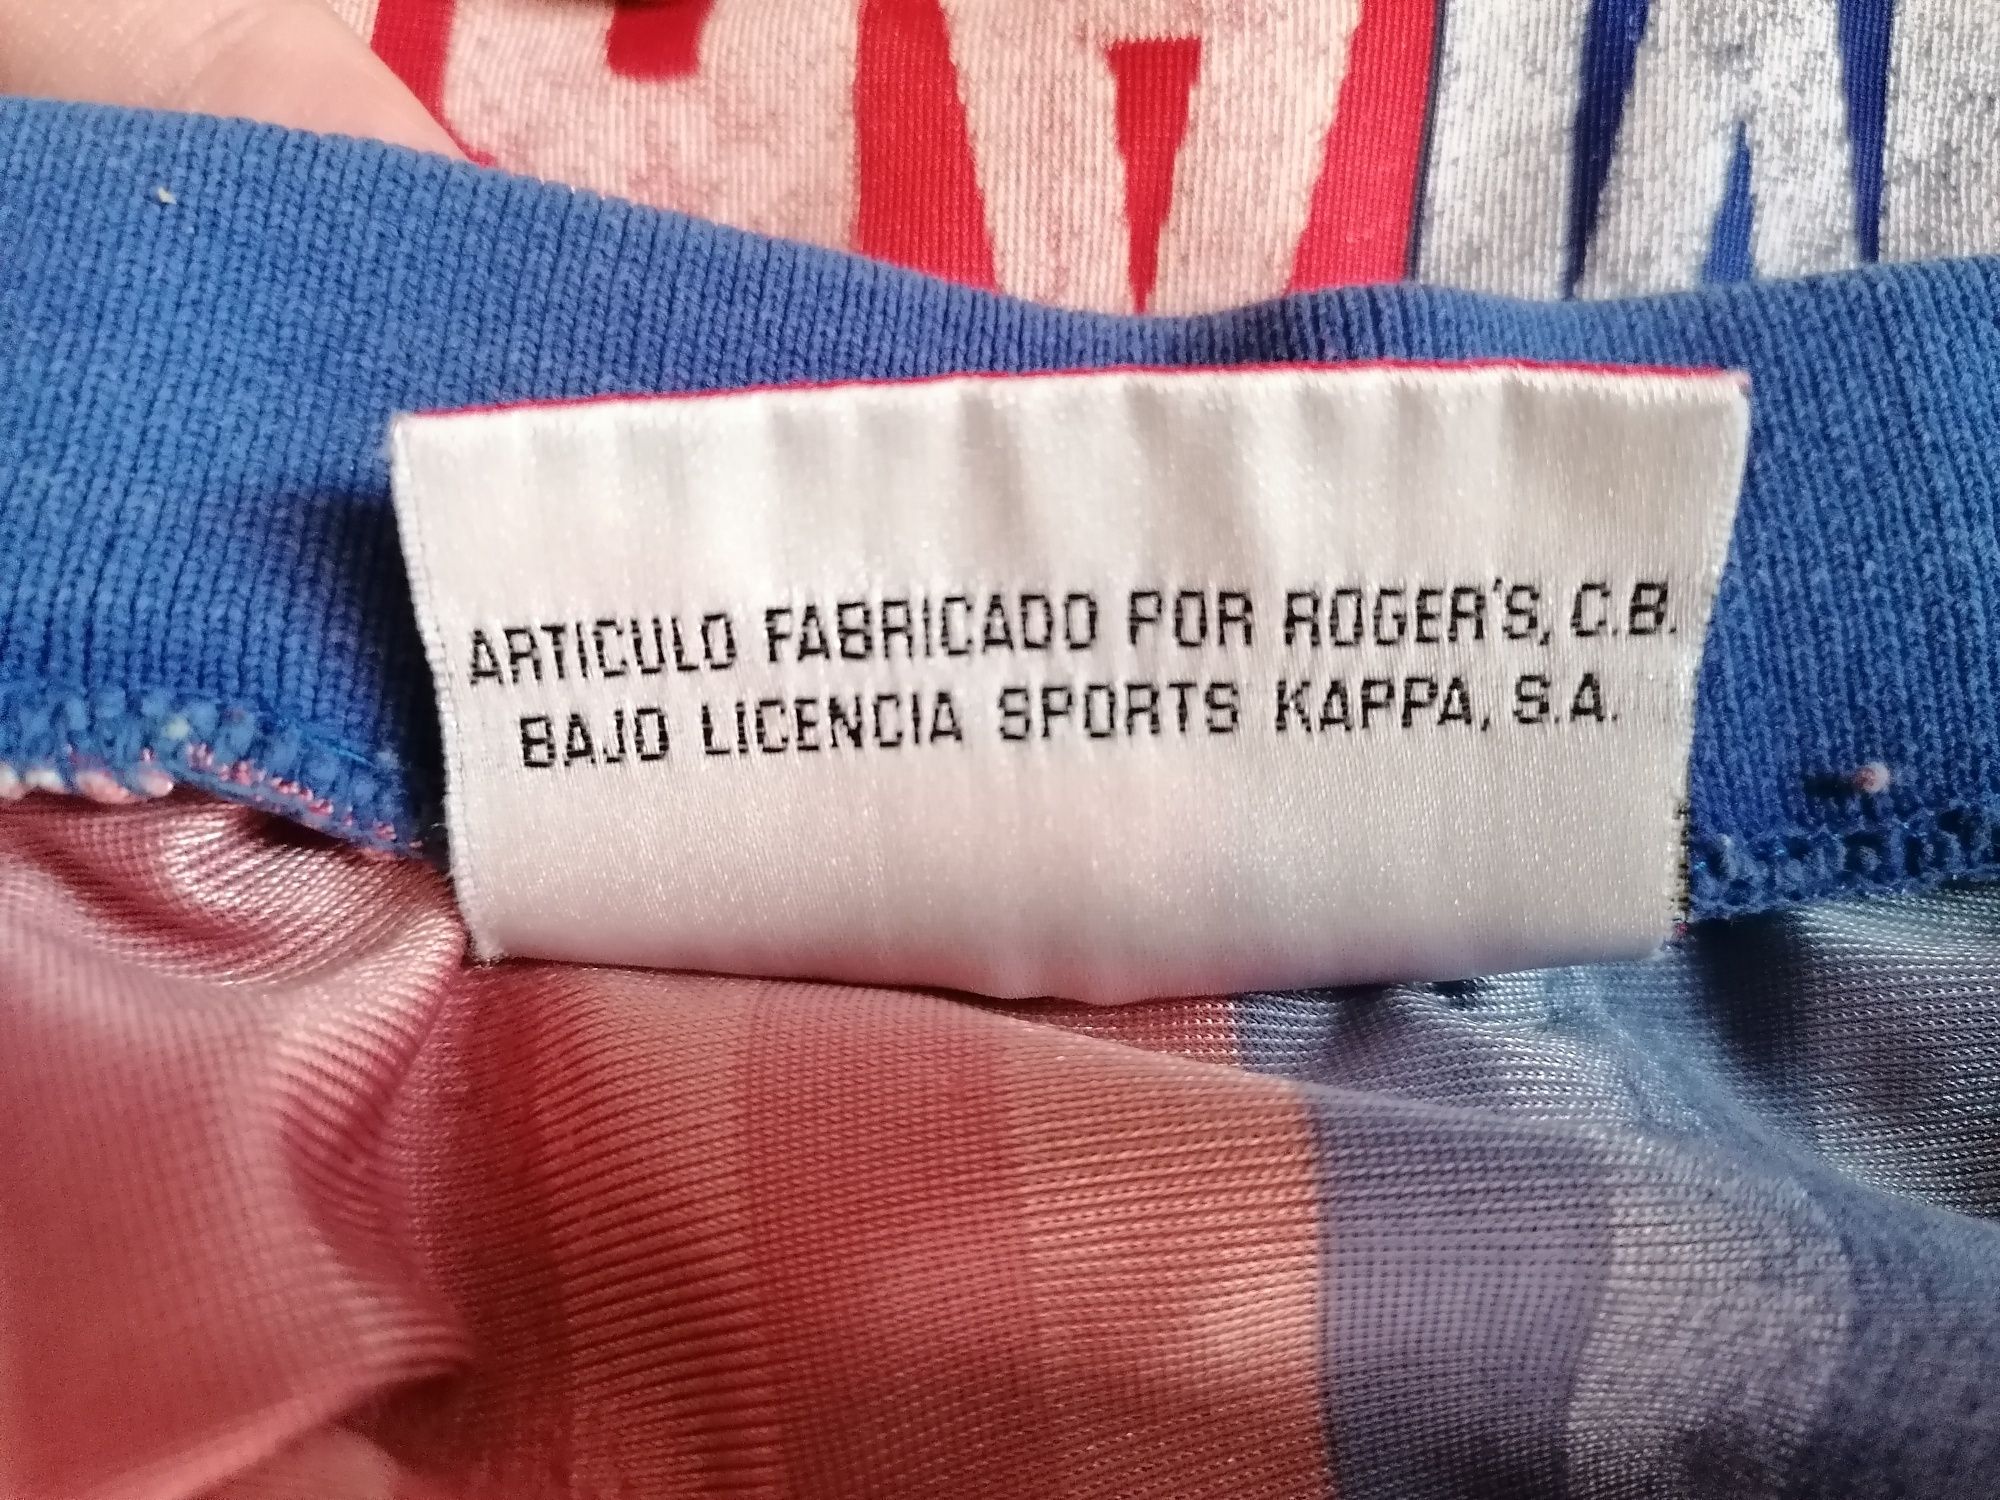 ARTICULO FABRICADO POR ROGER'S, C.B.
BAJO LICENCIA SPORTS KAPPA, S.A.